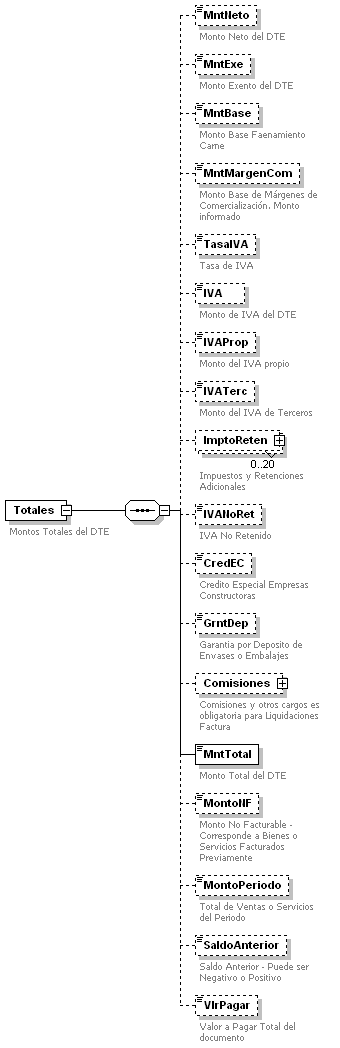 MntNeto
Monto Neto del DTE
MntExe
Monto Exento del DTE
MntBase
Monto Base Faenamiento
Carne
MntMargenCom
Monto Base de Márgenes de
Comercialización. Monto
informado
TasaIVA
Tasa de IVA
IVA
Monto de IVA del DTE
IVAProp
Monto del IVA propio
IVATerc
Monto del IVA de Terceros
ImptoReten
0..20
Impuestos y Retenciones
Adicionales
Totales
Montos Totales del DTE
IVANoRet
IVA No Retenido
CredEC
Credito Especial Empresas
Constructoras
GrntDep
Garantia por Deposito de
Envases o Embalajes
Comisiones
Comisiones y otros cargos es
obligatoria para Liquidaciones
Factura
MntTotal
Monto Total del DTE
MontoNF
Monto No Facturable -
Corresponde a Bienes o
Servicios Facturados
Previamente
MontoPeriodo
Total de Ventas o Servicios
del Periodo
SaldoAnterior
Saldo Anterior - Puede ser
Negativo o Positivo
VlrPagar
Valor a Pagar Total del
documento